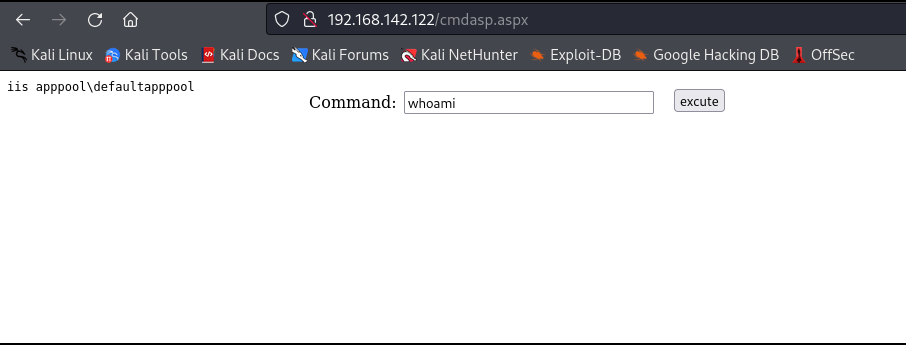 192.168.142.122/cmdasp.aspx
Kali Linux Kali Tools Kali Docs Kali Forums Kali NetHunter Exploit-DB Google Hacking DB OffSec
iis apppool\defaultapppool
Command: whoami excute